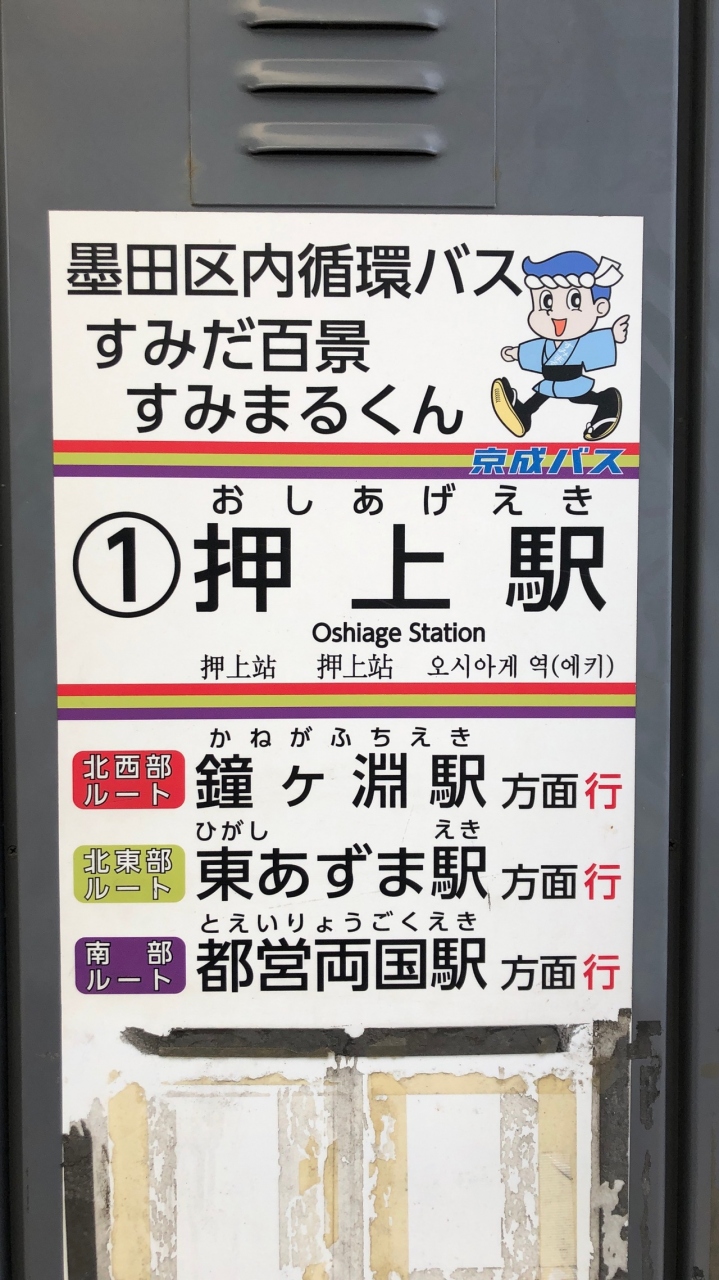 墨田区内循環バス
すみだ百景
すみまるくん
京成バス
おしあげえき
①押上駅
Oshiage Station
押上站 押上站 오시아게 역(에키)
かねがふちえき
北西部ルート 鐘ヶ淵駅 方面行
ひがし えき
北東部ルート 東あずま駅 方面行
とえいりょうごくえき
南部ルート 都営両国駅 方面行